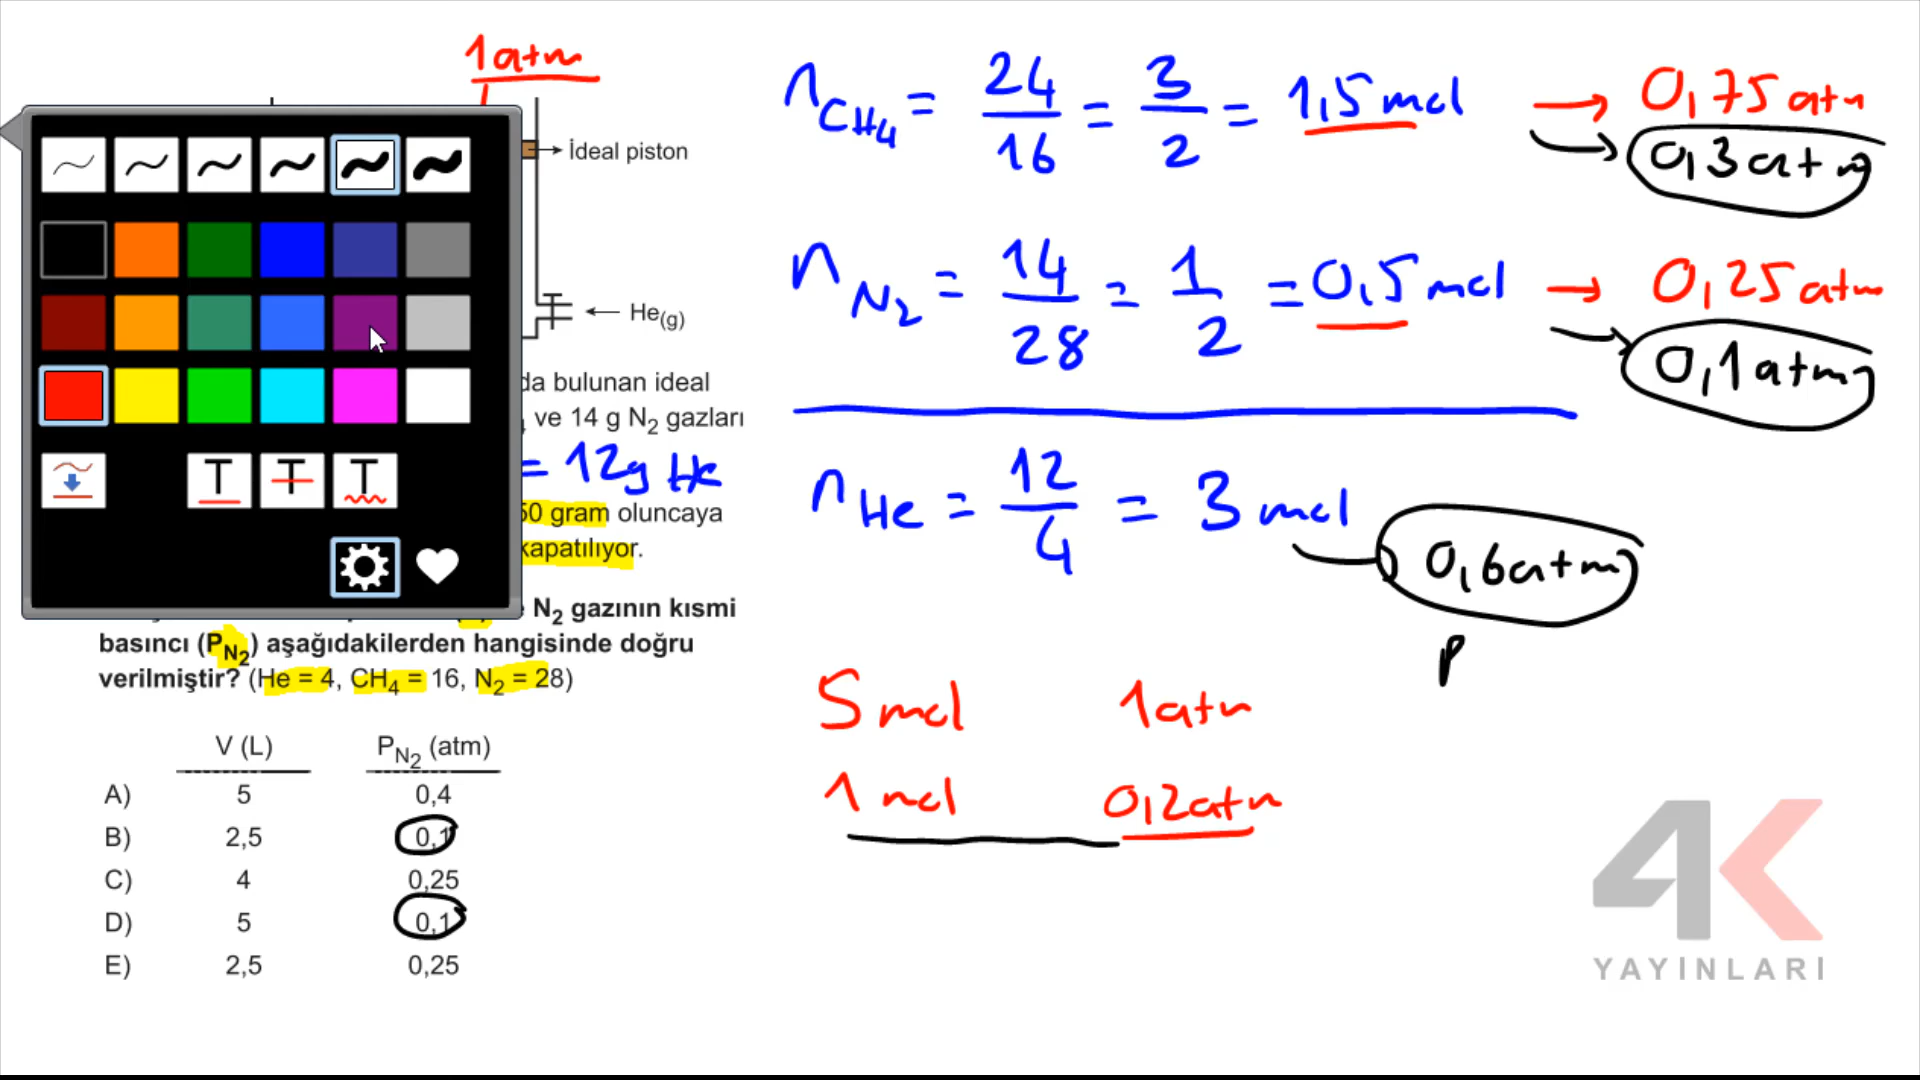 1 atm
İdeal piston
He(g)
da bulunan ideal
4 ve 14 g N2 gazları
= 12g He
50 gram oluncaya
kapatılıyor.
N2 gazının kısmi
basıncı (PN2) aşağıdakilerden hangisinde doğru
verilmiştir? (He = 4, CH4 = 16, N2 = 28)
V (L) PN2 (atm)
A) 5 0,4
B) 2,5 0,1
C) 4 0,25
D) 5 0,1
E) 2,5 0,25
nCH4 = 24/16 = 3/2 = 1,5 mol → 0,75 atm
0,3 atm
nN2 = 14/28 = 1/2 = 0,5 mol → 0,25 atm
0,1 atm
nHe = 12/4 = 3 mol
0,6 atm
P
5 mol 1 atm
1 mol 0,2 atm
4K
YAYINLARI